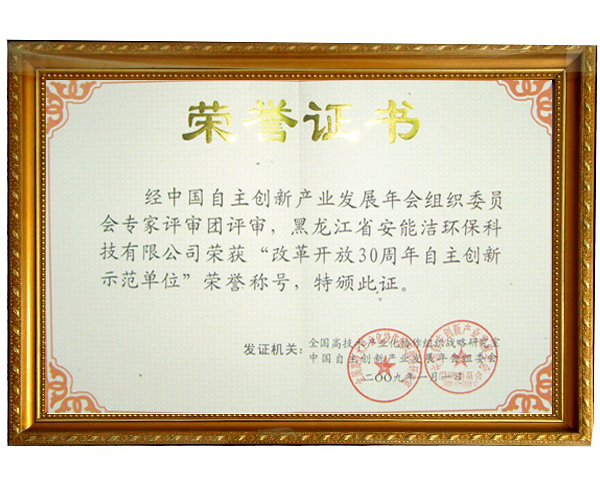 荣誉证书
经中国自主创新产业发展年会组织委员
会专家评审团评审，黑龙江省安能洁环保科
技有限公司荣获“改革开放30周年自主创新
示范单位”荣誉称号，特颁此证。
发证机关：全国高技术产业化协作组织战略研究室
中国自主创新产业发展年会组委会
二〇〇九年一月 日